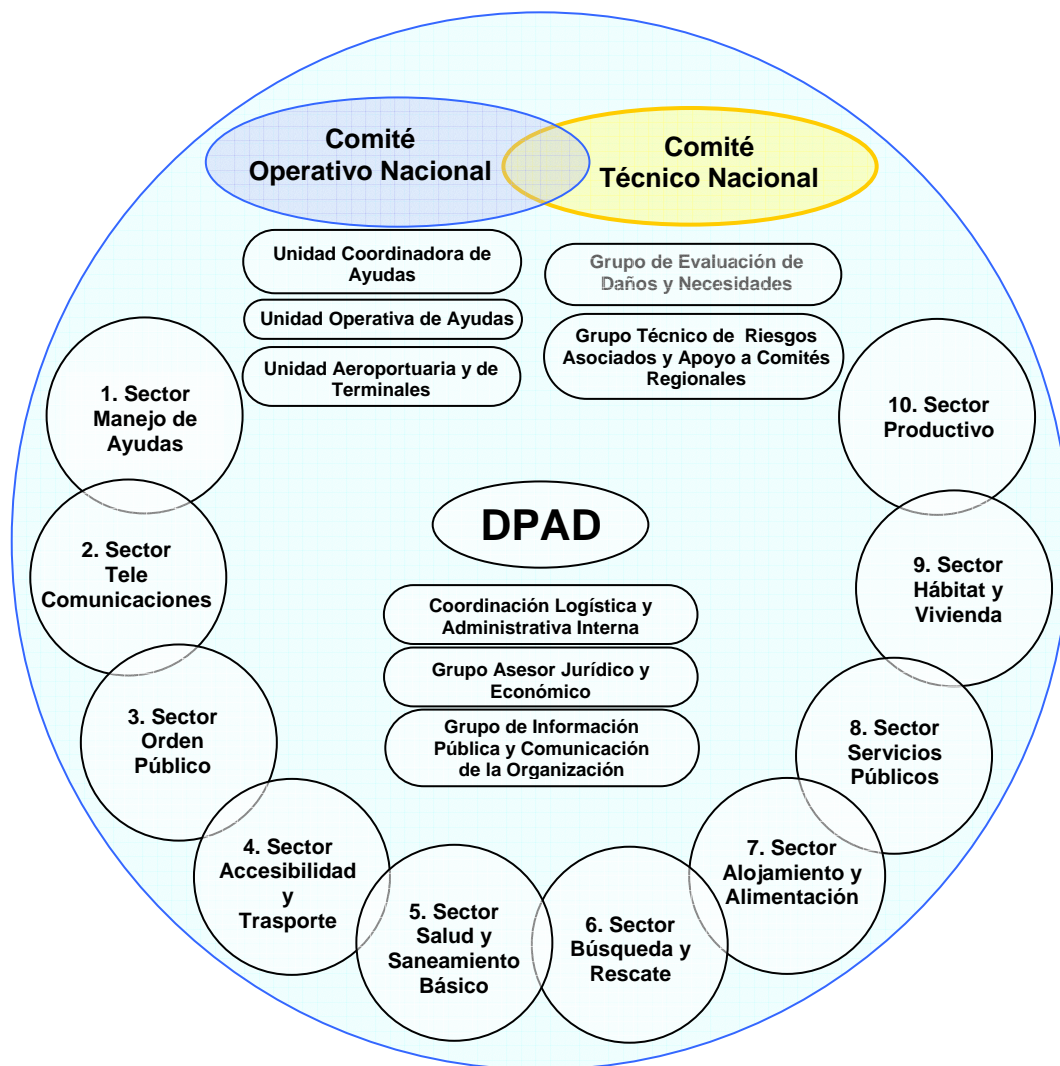 Comité
Operativo Nacional
Comité
Técnico Nacional
Unidad Coordinadora de
Ayudas
Unidad Operativa de Ayudas
Unidad Aeroportuaria y de
Terminales
Grupo de Evaluación de
Daños y Necesidades
Grupo Técnico de Riesgos
Asociados y Apoyo a Comités
Regionales
1. Sector
Manejo de
Ayudas
2. Sector
Tele
Comunicaciones
3. Sector
Orden
Público
4. Sector
Accesibilidad
y
Trasporte
5. Sector
Salud y
Saneamiento
Básico
6. Sector
Búsqueda y
Rescate
7. Sector
Alojamiento y
Alimentación
8. Sector
Servicios
Públicos
9. Sector
Hábitat y
Vivienda
10. Sector
Productivo
DPAD
Coordinación Logística y
Administrativa Interna
Grupo Asesor Jurídico y
Económico
Grupo de Información
Pública y Comunicación
de la Organización